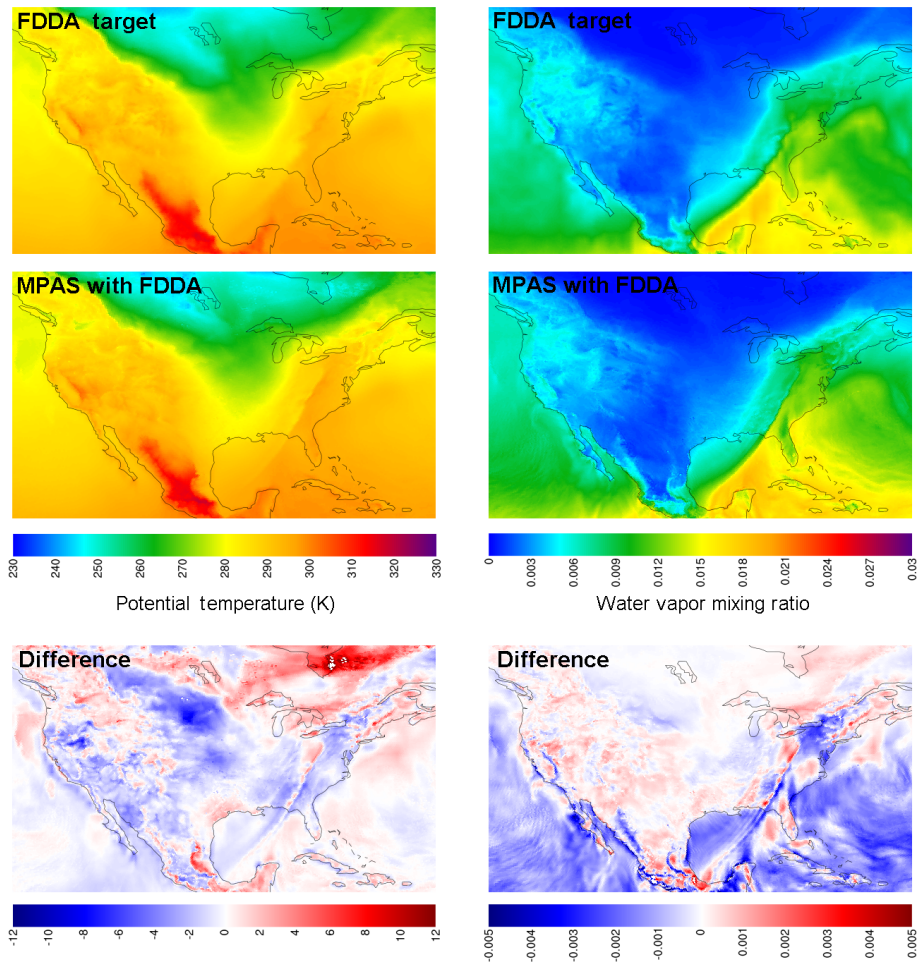 FDDA target
FDDA target
MPAS with FDDA
MPAS with FDDA
230 240 250 260 270 280 290 300 310 320 330
0 0.003 0.006 0.009 0.012 0.015 0.018 0.021 0.024 0.027 0.03
Potential temperature (K)
Water vapor mixing ratio
Difference
Difference
-12 -10 -8 -6 -4 -2 0 2 4 6 8 10 12
-0.005 -0.004 -0.003 -0.002 -0.001 0 0.001 0.002 0.003 0.004 0.005